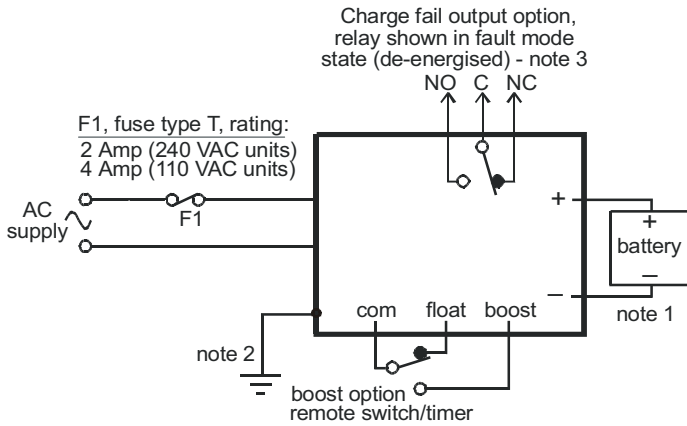 Charge fail output option,
relay shown in fault mode
state (de-energised) - note 3
NO C NC
F1, fuse type T, rating:
2 Amp (240 VAC units)
4 Amp (110 VAC units)
AC
supply
F1
+
+
battery
–
–
note 1
com float boost
note 2
boost option
remote switch/timer